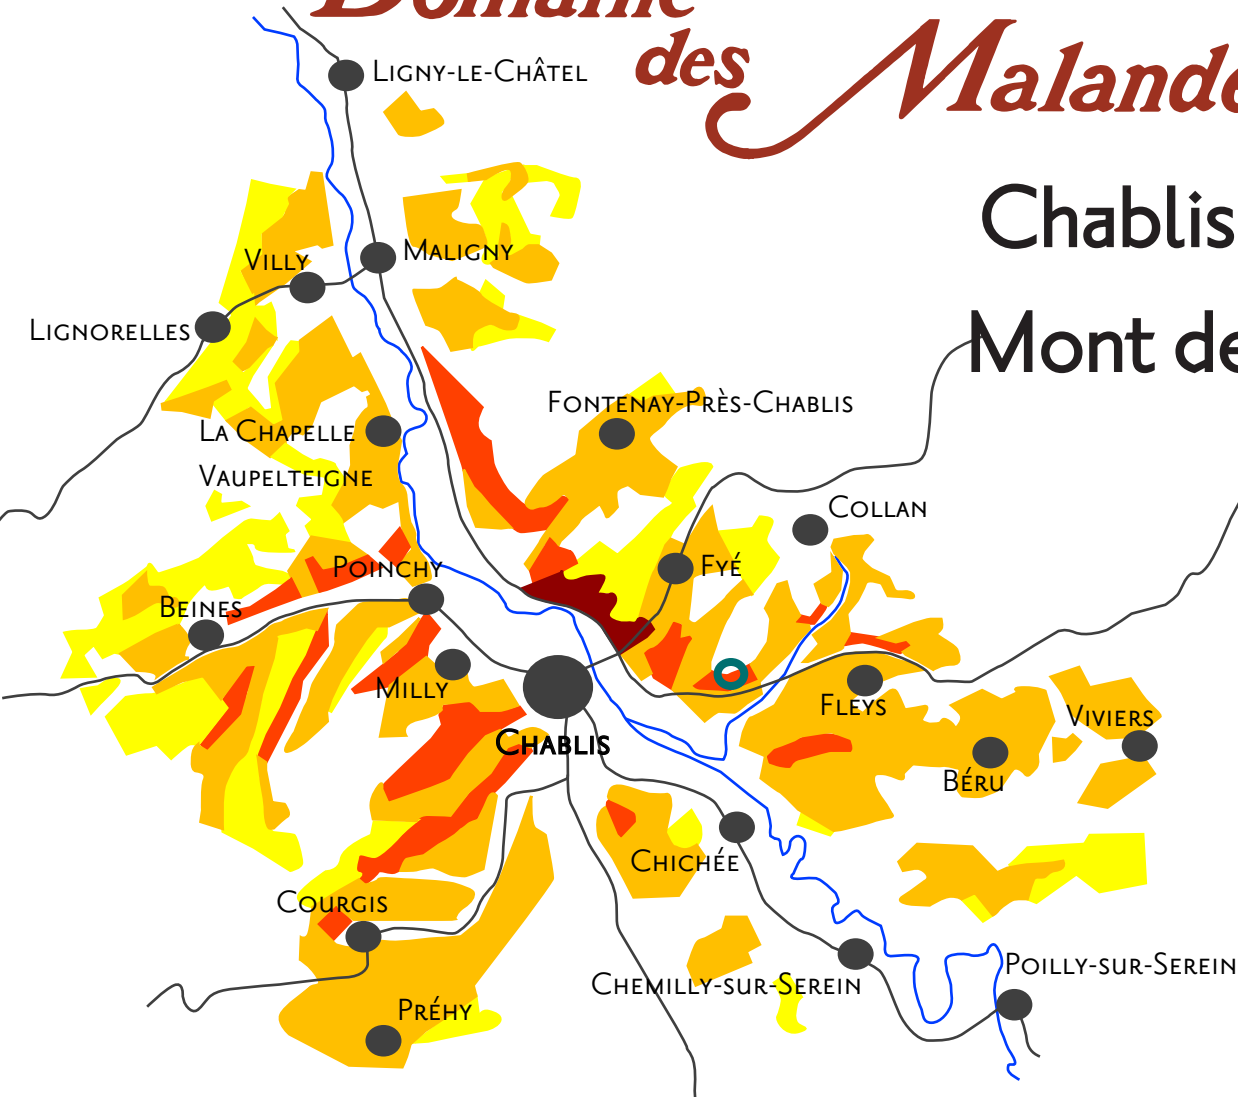 Domaine
des Malande
Chablis
Mont de
LIGNY-LE-CHÂTEL
MALIGNY
VILLY
LIGNORELLES
FONTENAY-PRÈS-CHABLIS
LA CHAPELLE
VAUPELTEIGNE
COLLAN
POINCHY
FYÉ
BEINES
MILLY
FLEYS
VIVIERS
CHABLIS
BÉRU
CHICHÉE
COURGIS
POILLY-SUR-SEREIN
CHEMILLY-SUR-SEREIN
PRÉHY